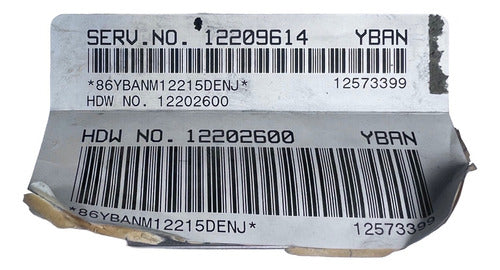 SERV.NO. 12209614 YBAN
*86YBANM12215DENJ* 12573399
HDW NO. 12202600
HDW NO. 12202600 YBAN
*86YBANM12215DENJ* 12573399